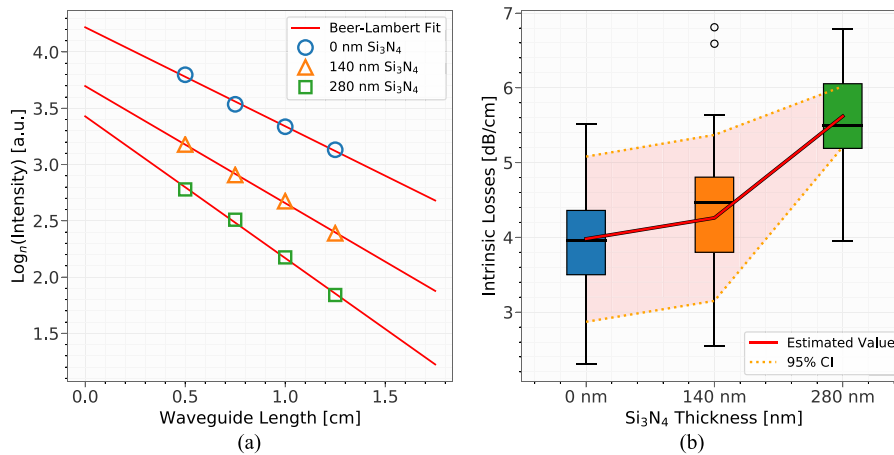 Beer-Lambert Fit
0 nm Si₃N₄
140 nm Si₃N₄
280 nm Si₃N₄
4.0
3.5
3.0
2.5
2.0
1.5
Logₙ(Intensity) [a.u.]
0.0 0.5 1.0 1.5
Waveguide Length [cm]
(a)
7
6
5
4
3
Intrinsic Losses [dB/cm]
Estimated Value
95% CI
0 nm 140 nm 280 nm
Si₃N₄ Thickness [nm]
(b)